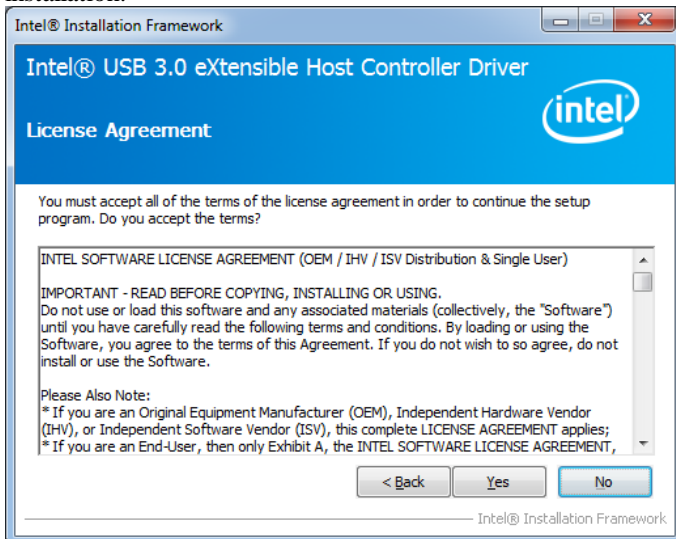 installation.
Intel® Installation Framework
Intel® USB 3.0 eXtensible Host Controller Driver
License Agreement
intel
You must accept all of the terms of the license agreement in order to continue the setup
program. Do you accept the terms?
INTEL SOFTWARE LICENSE AGREEMENT (OEM / IHV / ISV Distribution & Single User)
IMPORTANT - READ BEFORE COPYING, INSTALLING OR USING.
Do not use or load this software and any associated materials (collectively, the "Software")
until you have carefully read the following terms and conditions. By loading or using the
Software, you agree to the terms of this Agreement. If you do not wish to so agree, do not
install or use the Software.
Please Also Note:
* If you are an Original Equipment Manufacturer (OEM), Independent Hardware Vendor
(IHV), or Independent Software Vendor (ISV), this complete LICENSE AGREEMENT applies;
* If you are an End-User, then only Exhibit A, the INTEL SOFTWARE LICENSE AGREEMENT,
< Back Yes No
Intel® Installation Framework